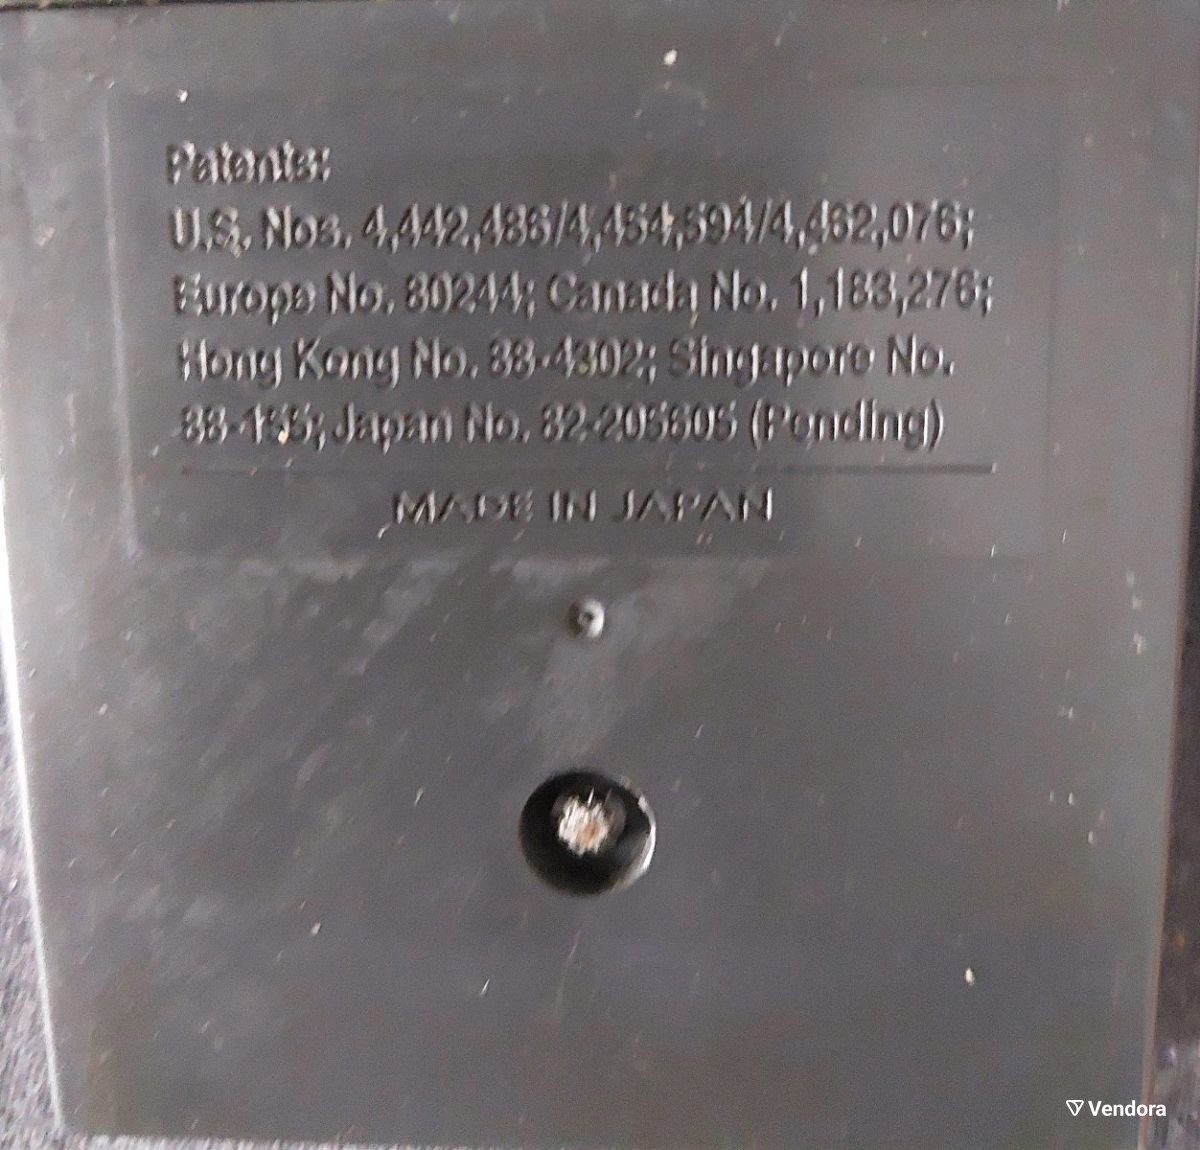 Patents:
U.S. Nos. 4,442,486/4,454,594/4,462,076;
Europe No. 80244; Canada No. 1,183,276;
Hong Kong No. 88-4302; Singapore No.
88-155; Japan No. 82-205605 (Pending)
MADE IN JAPAN
Vendora